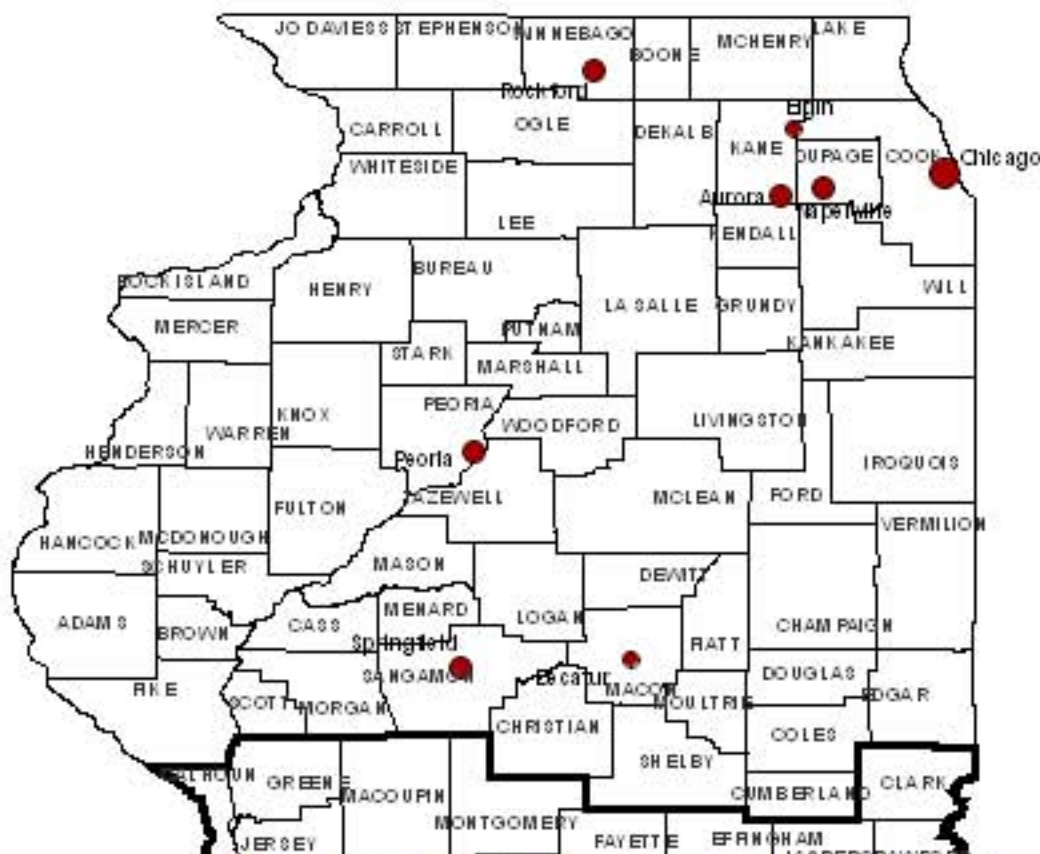 JO DAVIESS STEPHENSON WINNEBAGO BOONE MCHENRY LAKE
Rockford
Elgin
CARROLL OGLE DEKALB KANE DUPAGE COOK Chicago
WHITESIDE
Aurora Naperville
LEE KENDALL
ROCK ISLAND HENRY BUREAU WILL
LA SALLE GRUNDY
MERCER PUTNAM KANKAKEE
STARK MARSHALL
KNOX PEORIA WOODFORD LIVINGSTON
WARREN
HENDERSON Peoria IROQUOIS
FULTON TAZEWELL MCLEAN FORD
HANCOCK MCDONOUGH VERMILION
SCHUYLER MASON DEWITT
ADAMS BROWN CASS MENARD LOGAN CHAMPAIGN
Springfield PIATT
PIKE SANGAMON Decatur MACON DOUGLAS EDGAR
SCOTT MORGAN MOULTRIE
CHRISTIAN COLES
SHELBY
CALHOUN GREENE MACOUPIN CUMBERLAND CLARK
MONTGOMERY
JERSEY FAYETTE EFFINGHAM